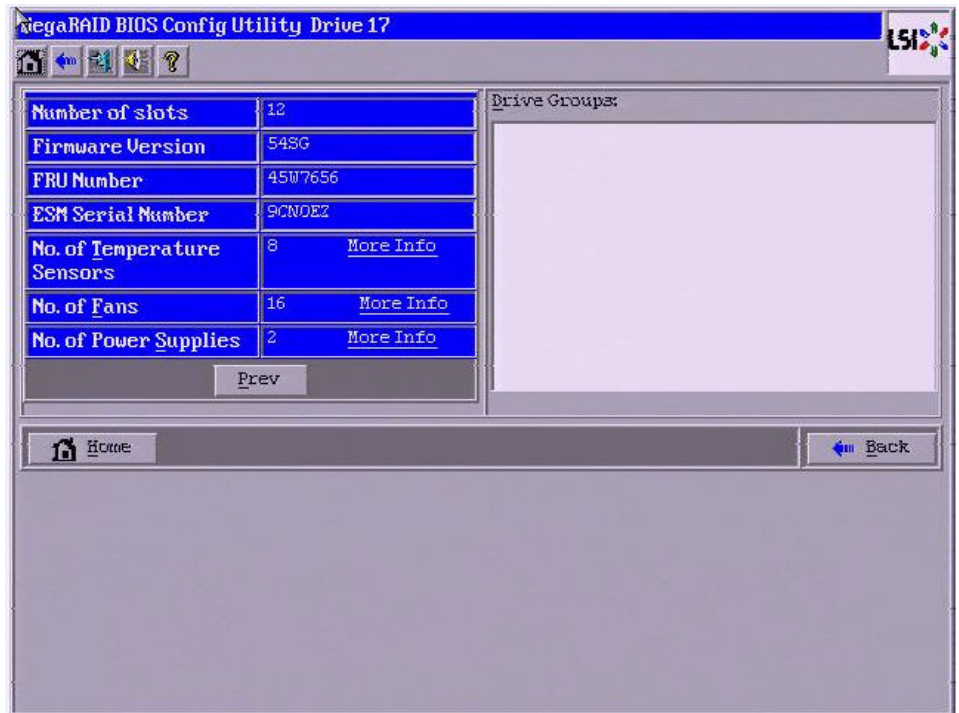 MegaRAID BIOS Config Utility Drive 17
LSI
Number of slots 12
Firmware Version 54SG
FRU Number 45W7656
ESM Serial Number 9CNOEZ
No. of Temperature Sensors 8 More Info
No. of Fans 16 More Info
No. of Power Supplies 2 More Info
Prev
Drive Groups:
Home
Back